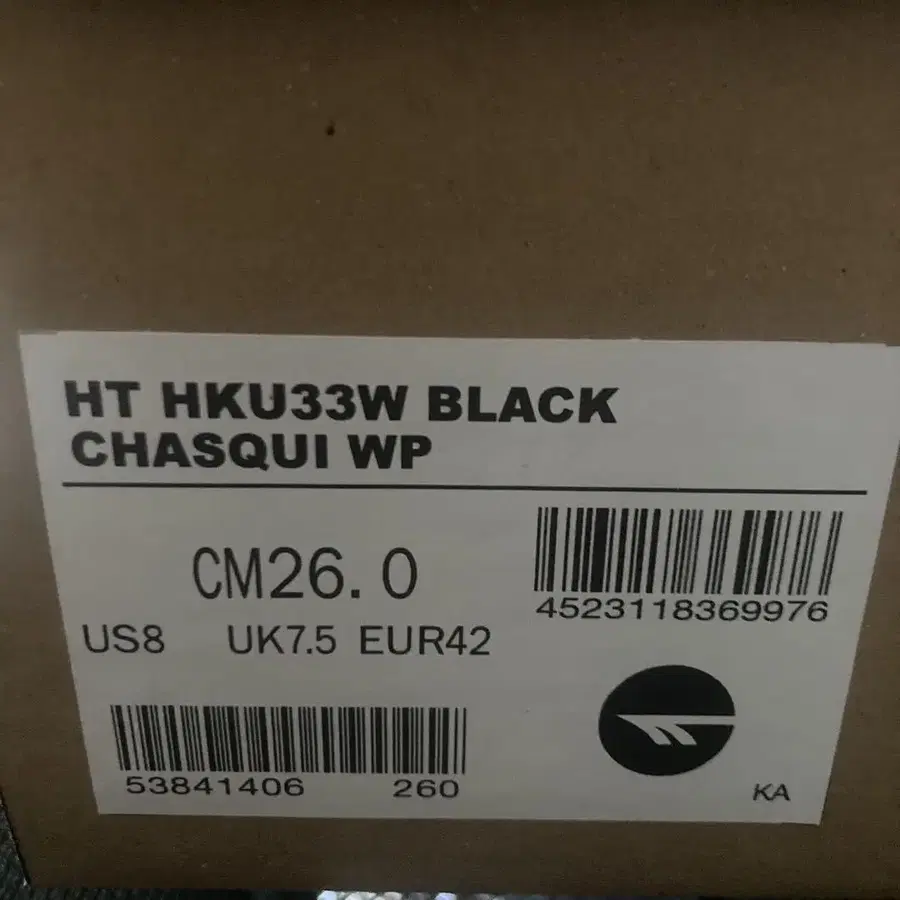 HT HKU33W BLACK
CHASQUI WP
CM26.0
US8 UK7.5 EUR42
4523118369976
53841406 260
KA